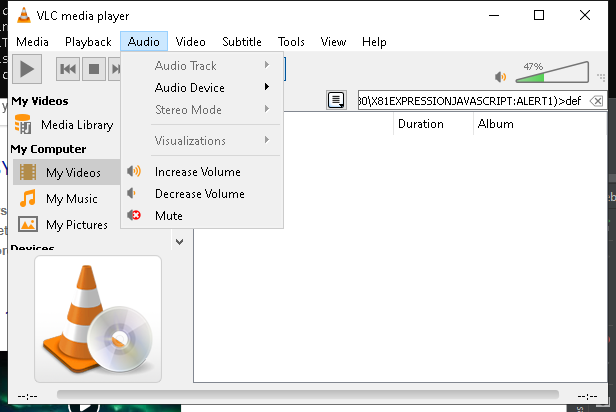 VLC media player
Media Playback Audio Video Subtitle Tools View Help
Audio Track
Audio Device
Stereo Mode
Visualizations
Increase Volume
Decrease Volume
Mute
47%
My Videos
Media Library
My Computer
My Videos
My Music
My Pictures
Devices
80\X81EXPRESSIONJAVASCRIPT:ALERT1)>def
Duration Album
--:-- --:--